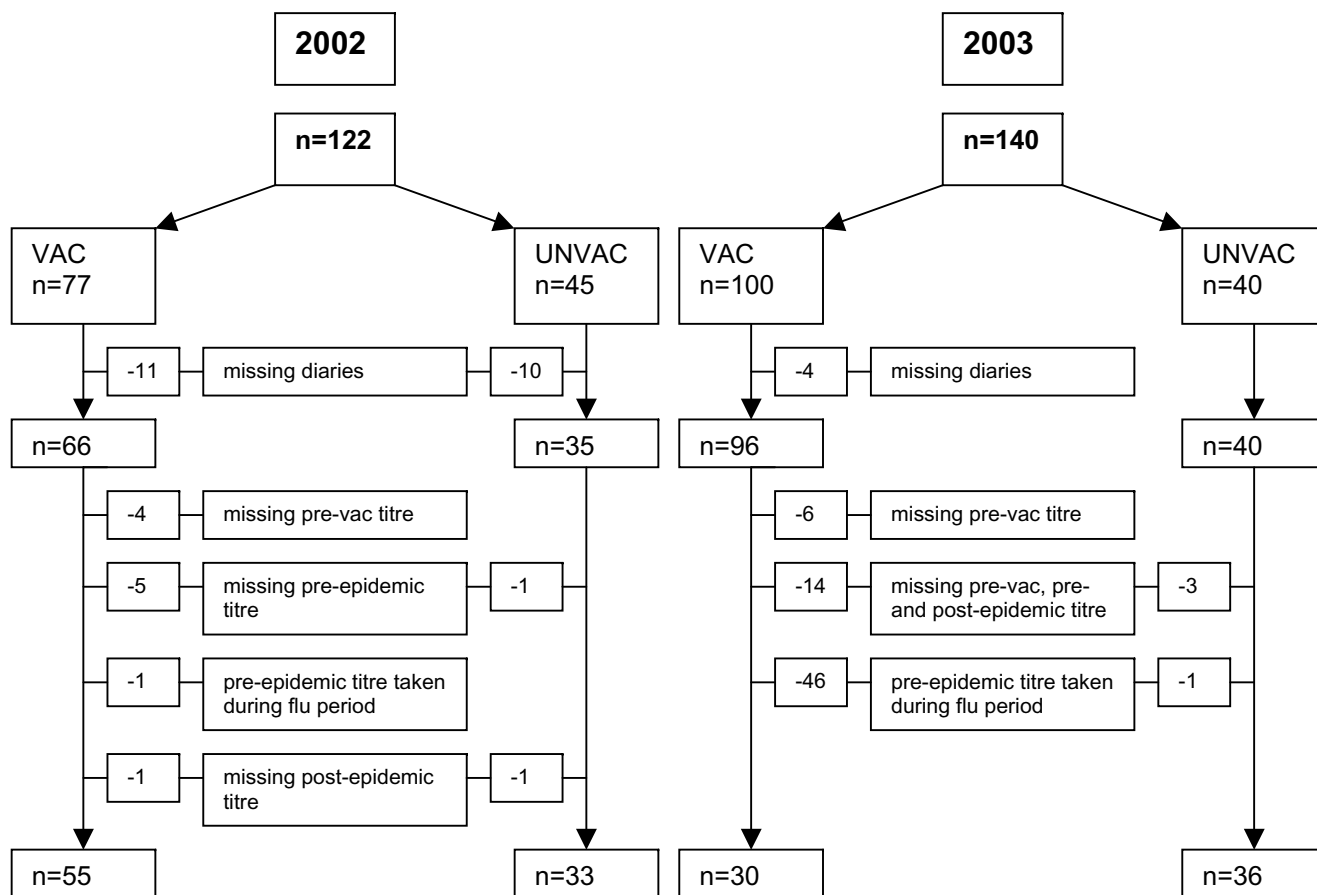 2002
2003
n=122
n=140
VAC
n=77
UNVAC
n=45
VAC
n=100
UNVAC
n=40
-11
missing diaries
-10
-4
missing diaries
n=66
n=35
n=96
n=40
-4
missing pre-vac titre
-6
missing pre-vac titre
-5
missing pre-epidemic
titre
-1
-14
missing pre-vac, pre-
and post-epidemic titre
-3
-1
pre-epidemic titre taken
during flu period
-46
pre-epidemic titre taken
during flu period
-1
-1
missing post-epidemic
titre
-1
n=55
n=33
n=30
n=36